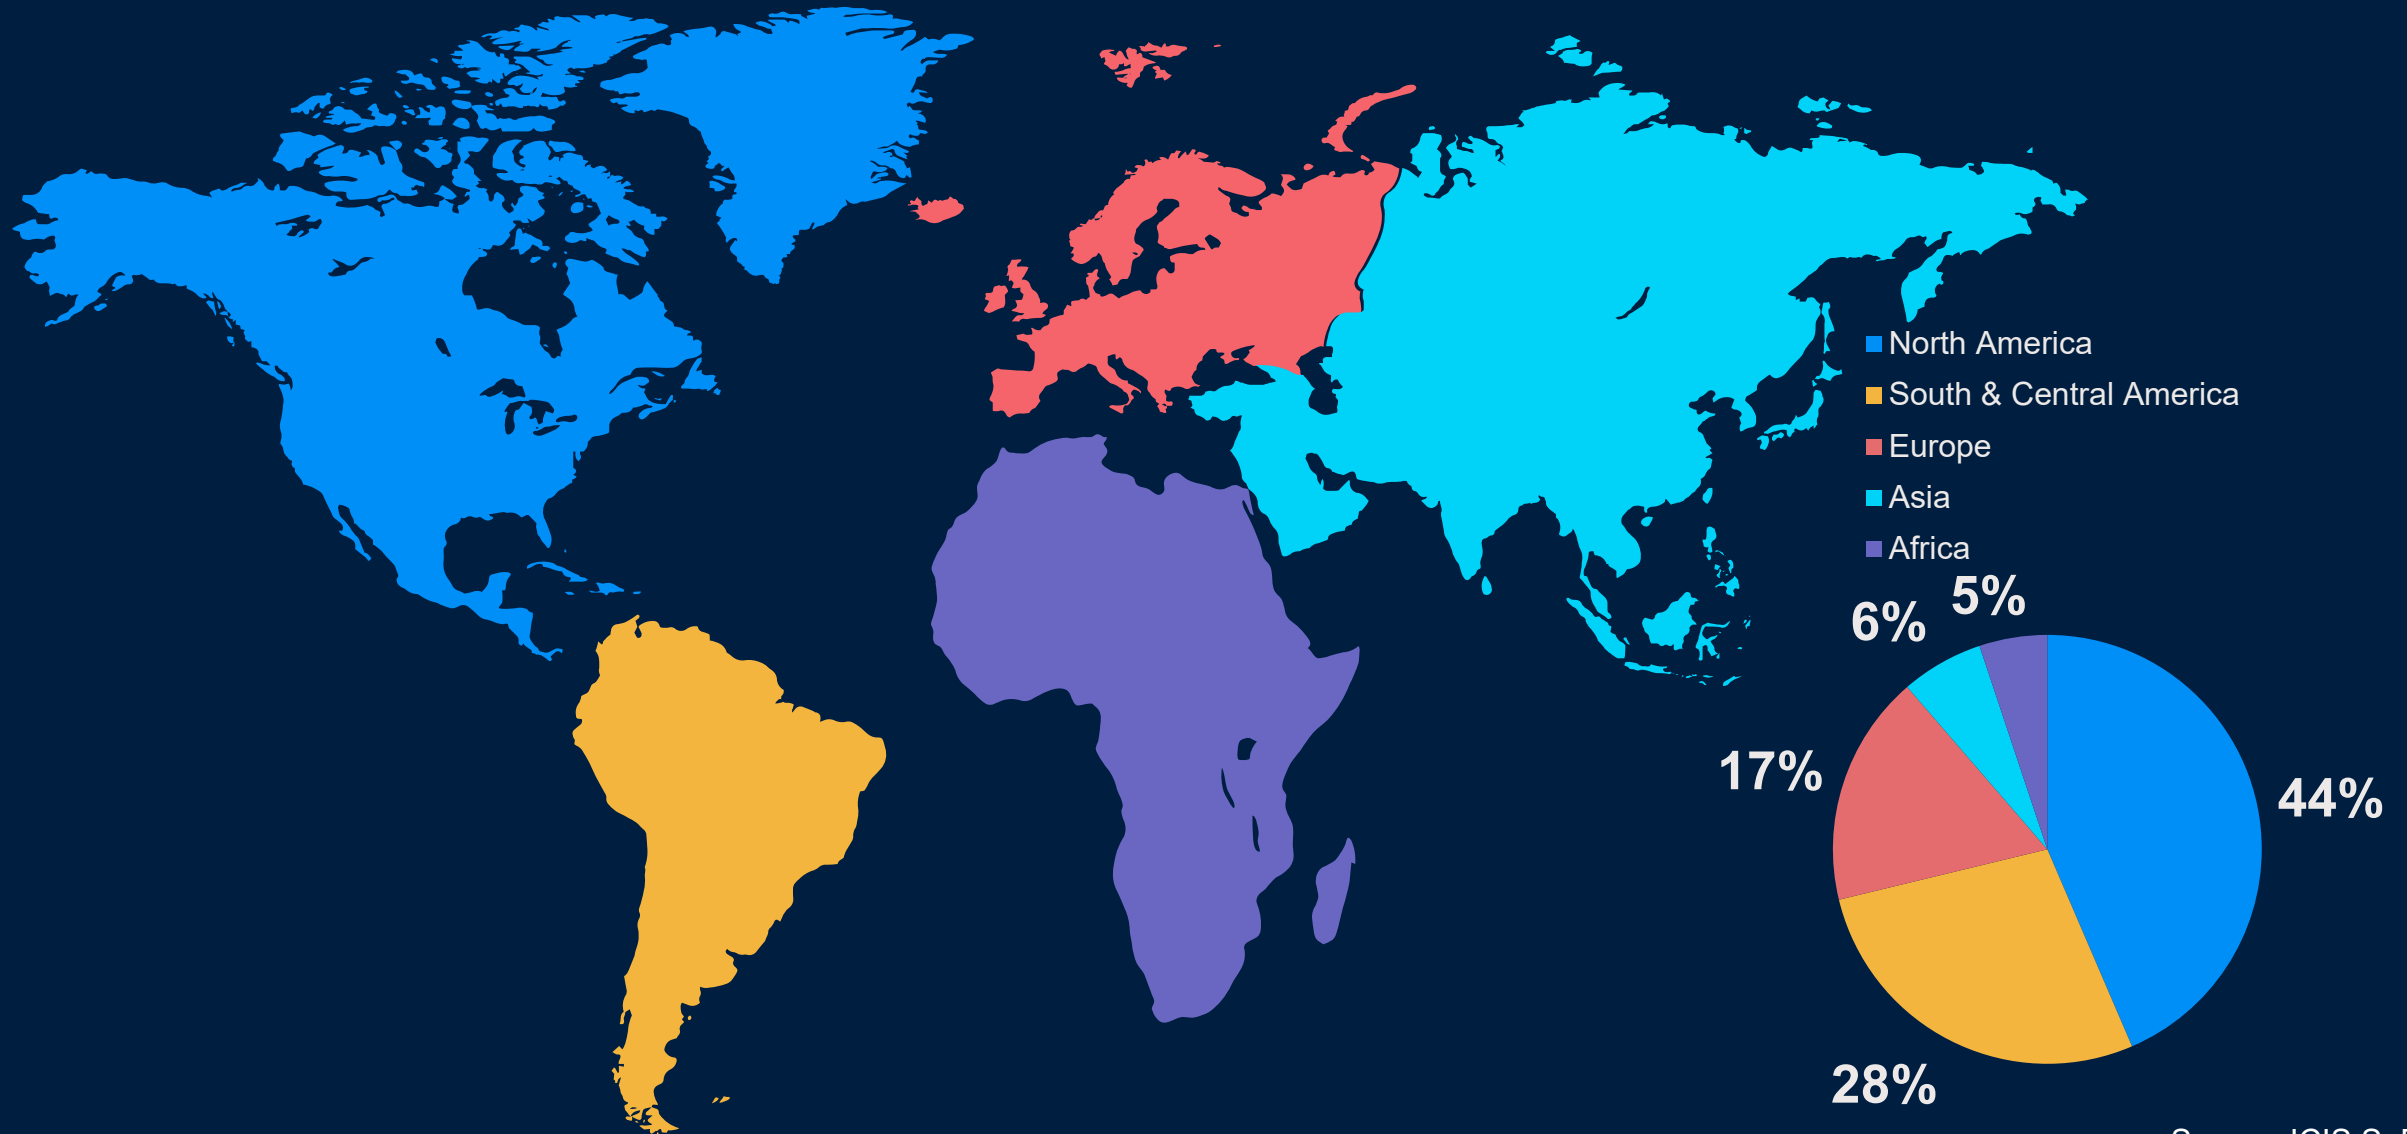 North America
South & Central America
Europe
Asia
Africa
5%
6%
17%
44%
28%